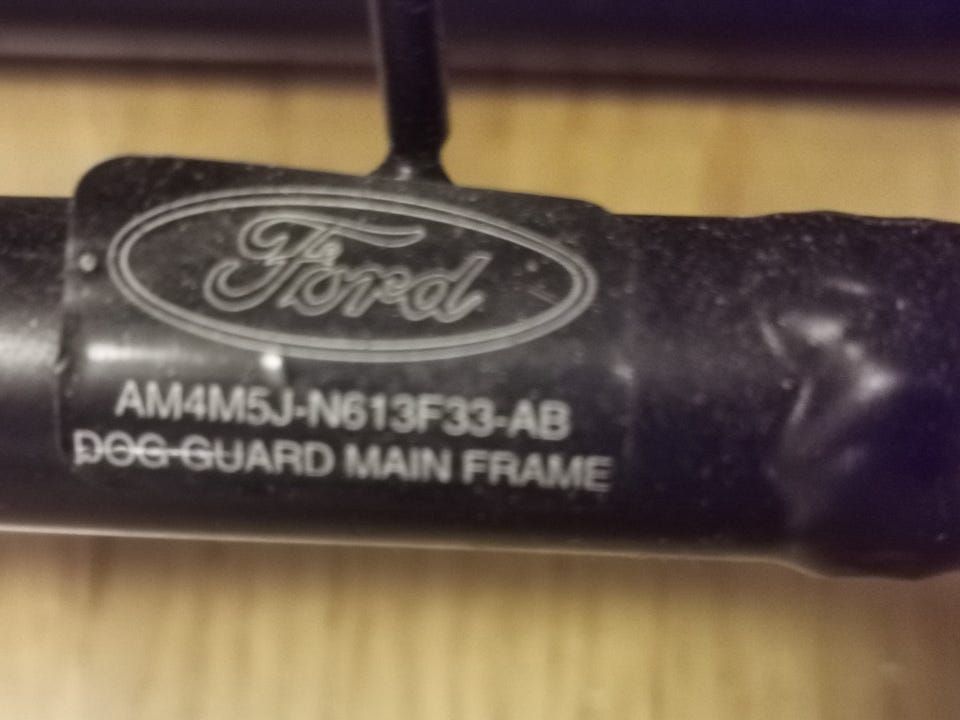 Ford
AM4M5J-N613F33-AB
DOG GUARD MAIN FRAME